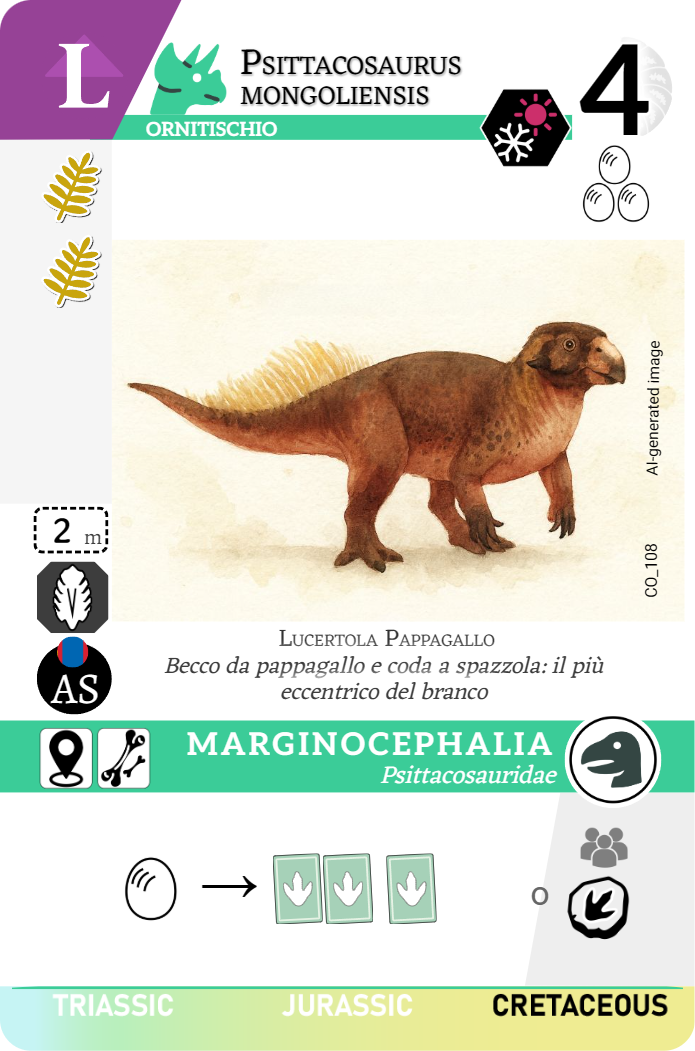 L
PSITTACOSAURUS
MONGOLIENSIS
4
ORNITISCHIO
AI-generated image
CO_108
2 m
V
AS
LUCERTOLA PAPPAGALLO
Becco da pappagallo e coda a spazzola: il più
eccentrico del branco
MARGINOCEPHALIA
Psittacosauridae
o
TRIASSIC JURASSIC CRETACEOUS